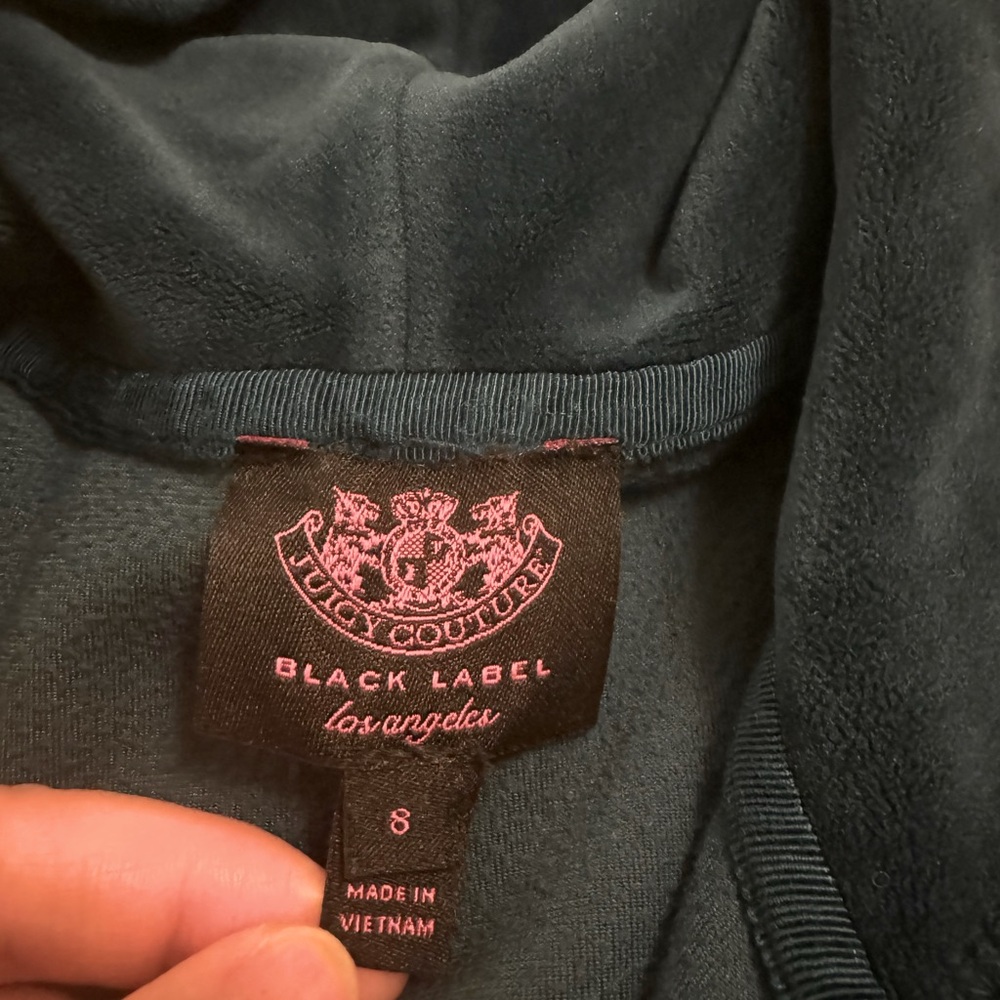 JUICY COUTURE
BLACK LABEL
los angeles
8
MADE IN
VIETNAM